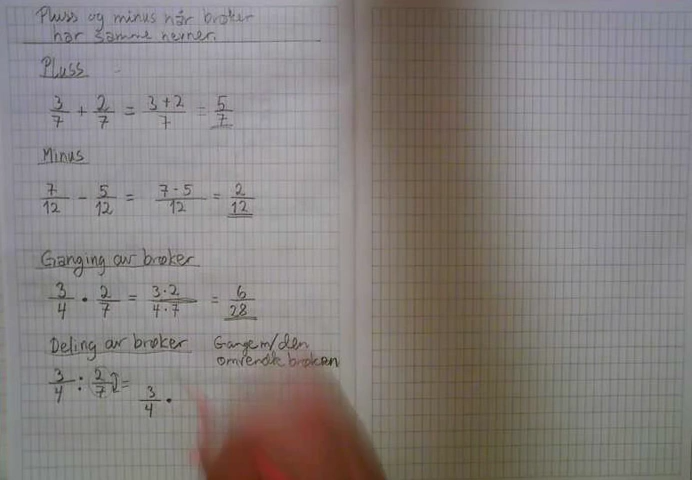 Pluss og minus når brøker
har samme nevner.
Pluss
3/7 + 2/7 = 3+2/7 = 5/7
Minus
7/12 - 5/12 = 7-5/12 = 2/12
Ganging av brøker
3/4 · 2/7 = 3·2/4·7 = 6/28
Deling av brøker
Gange m/den
omvendte brøken
3/4 : 2/7 = 3/4 ·